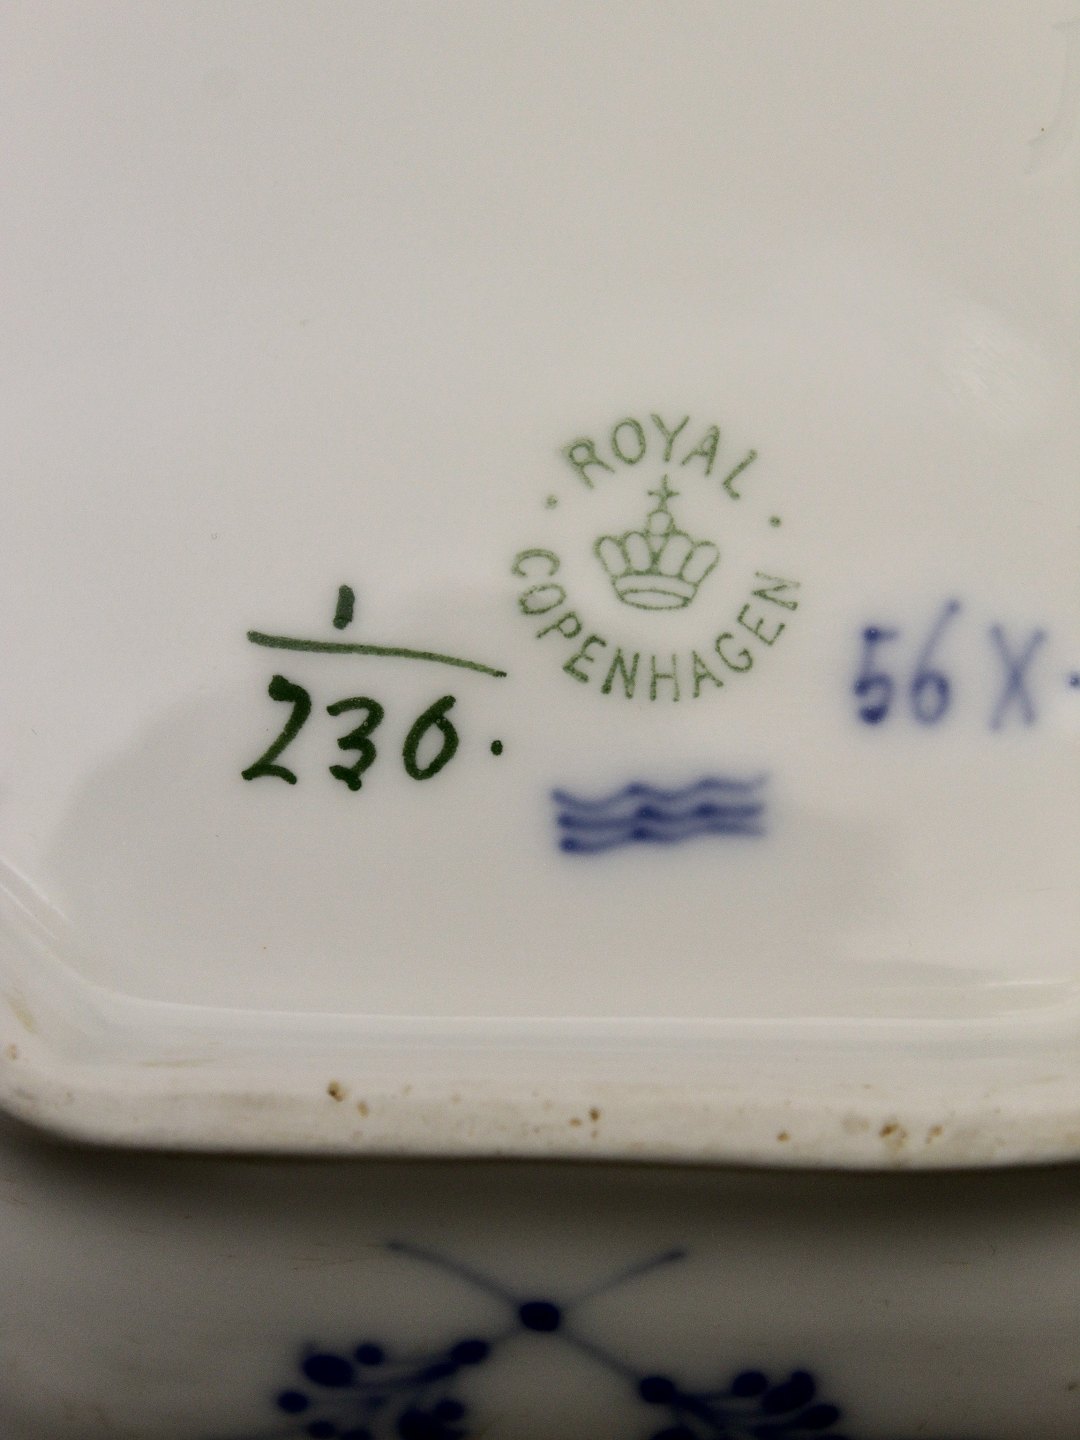 ROYAL
COPENHAGEN
1
236.
56X.